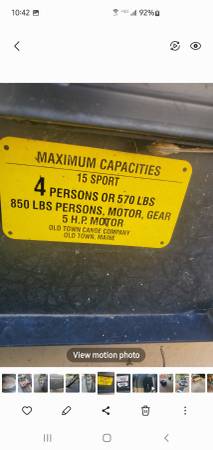 10:42
92%
MAXIMUM CAPACITIES
15 SPORT
4 PERSONS OR 570 LBS
850 LBS PERSONS, MOTOR, GEAR
5 H.P. MOTOR
OLD TOWN CANOE COMPANY
OLD TOWN, MAINE
View motion photo